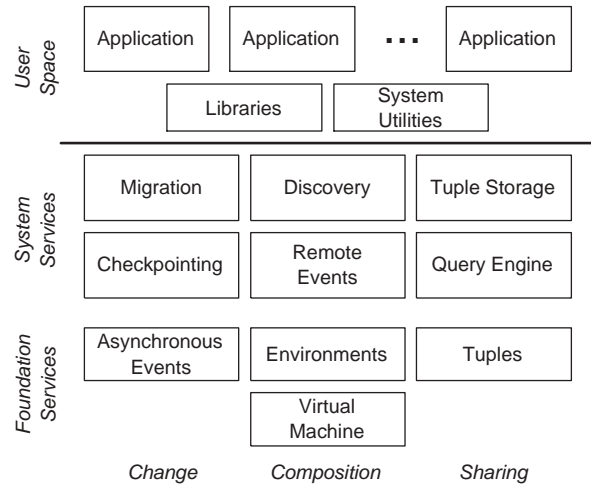 User
Space
Application
Application
...
Application
Libraries
System
Utilities
System
Services
Migration
Discovery
Tuple Storage
Checkpointing
Remote
Events
Query Engine
Foundation
Services
Asynchronous
Events
Environments
Tuples
Virtual
Machine
Change
Composition
Sharing